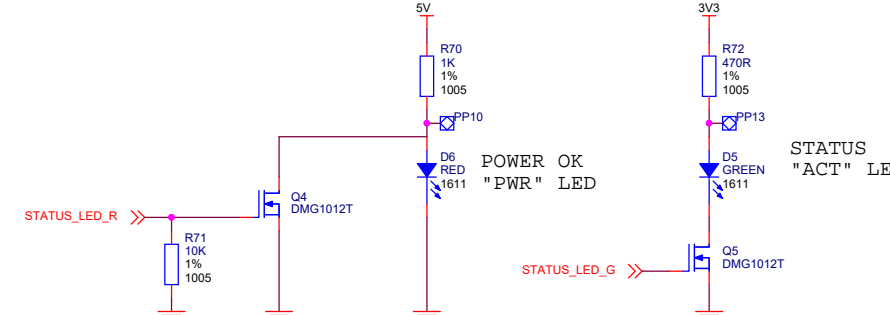 5V
R70
1K
1%
1005
PP10
D6
RED
1611
POWER OK
"PWR" LED
Q4
DMG1012T
STATUS_LED_R
R71
10K
1%
1005
3V3
R72
470R
1%
1005
PP13
D5
GREEN
1611
STATUS
"ACT" LE
Q5
DMG1012T
STATUS_LED_G